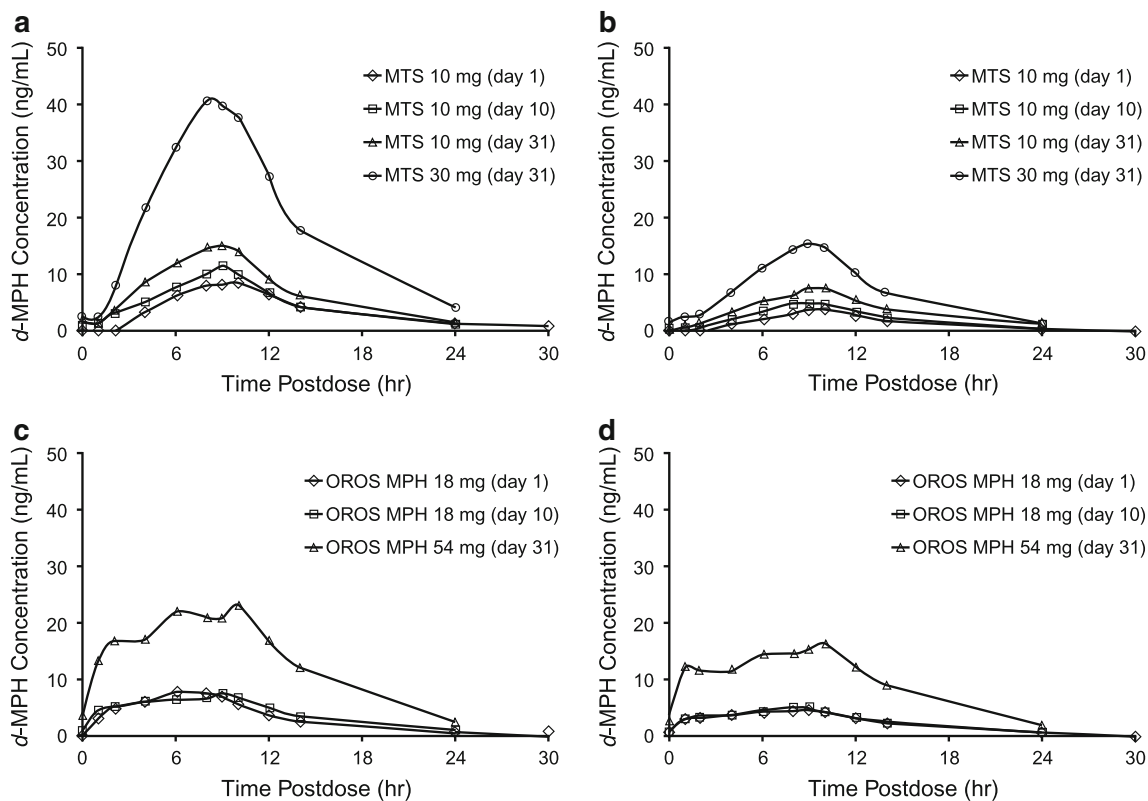 a
d-MPH Concentration (ng/mL)
50
40
30
20
10
0
0 6 12 18 24 30
Time Postdose (hr)
MTS 10 mg (day 1)
MTS 10 mg (day 10)
MTS 10 mg (day 31)
MTS 30 mg (day 31)
b
d-MPH Concentration (ng/mL)
50
40
30
20
10
0
0 6 12 18 24 30
Time Postdose (hr)
MTS 10 mg (day 1)
MTS 10 mg (day 10)
MTS 10 mg (day 31)
MTS 30 mg (day 31)
c
d-MPH Concentration (ng/mL)
50
40
30
20
10
0
0 6 12 18 24 30
Time Postdose (hr)
OROS MPH 18 mg (day 1)
OROS MPH 18 mg (day 10)
OROS MPH 54 mg (day 31)
d
d-MPH Concentration (ng/mL)
50
40
30
20
10
0
0 6 12 18 24 30
Time Postdose (hr)
OROS MPH 18 mg (day 1)
OROS MPH 18 mg (day 10)
OROS MPH 54 mg (day 31)